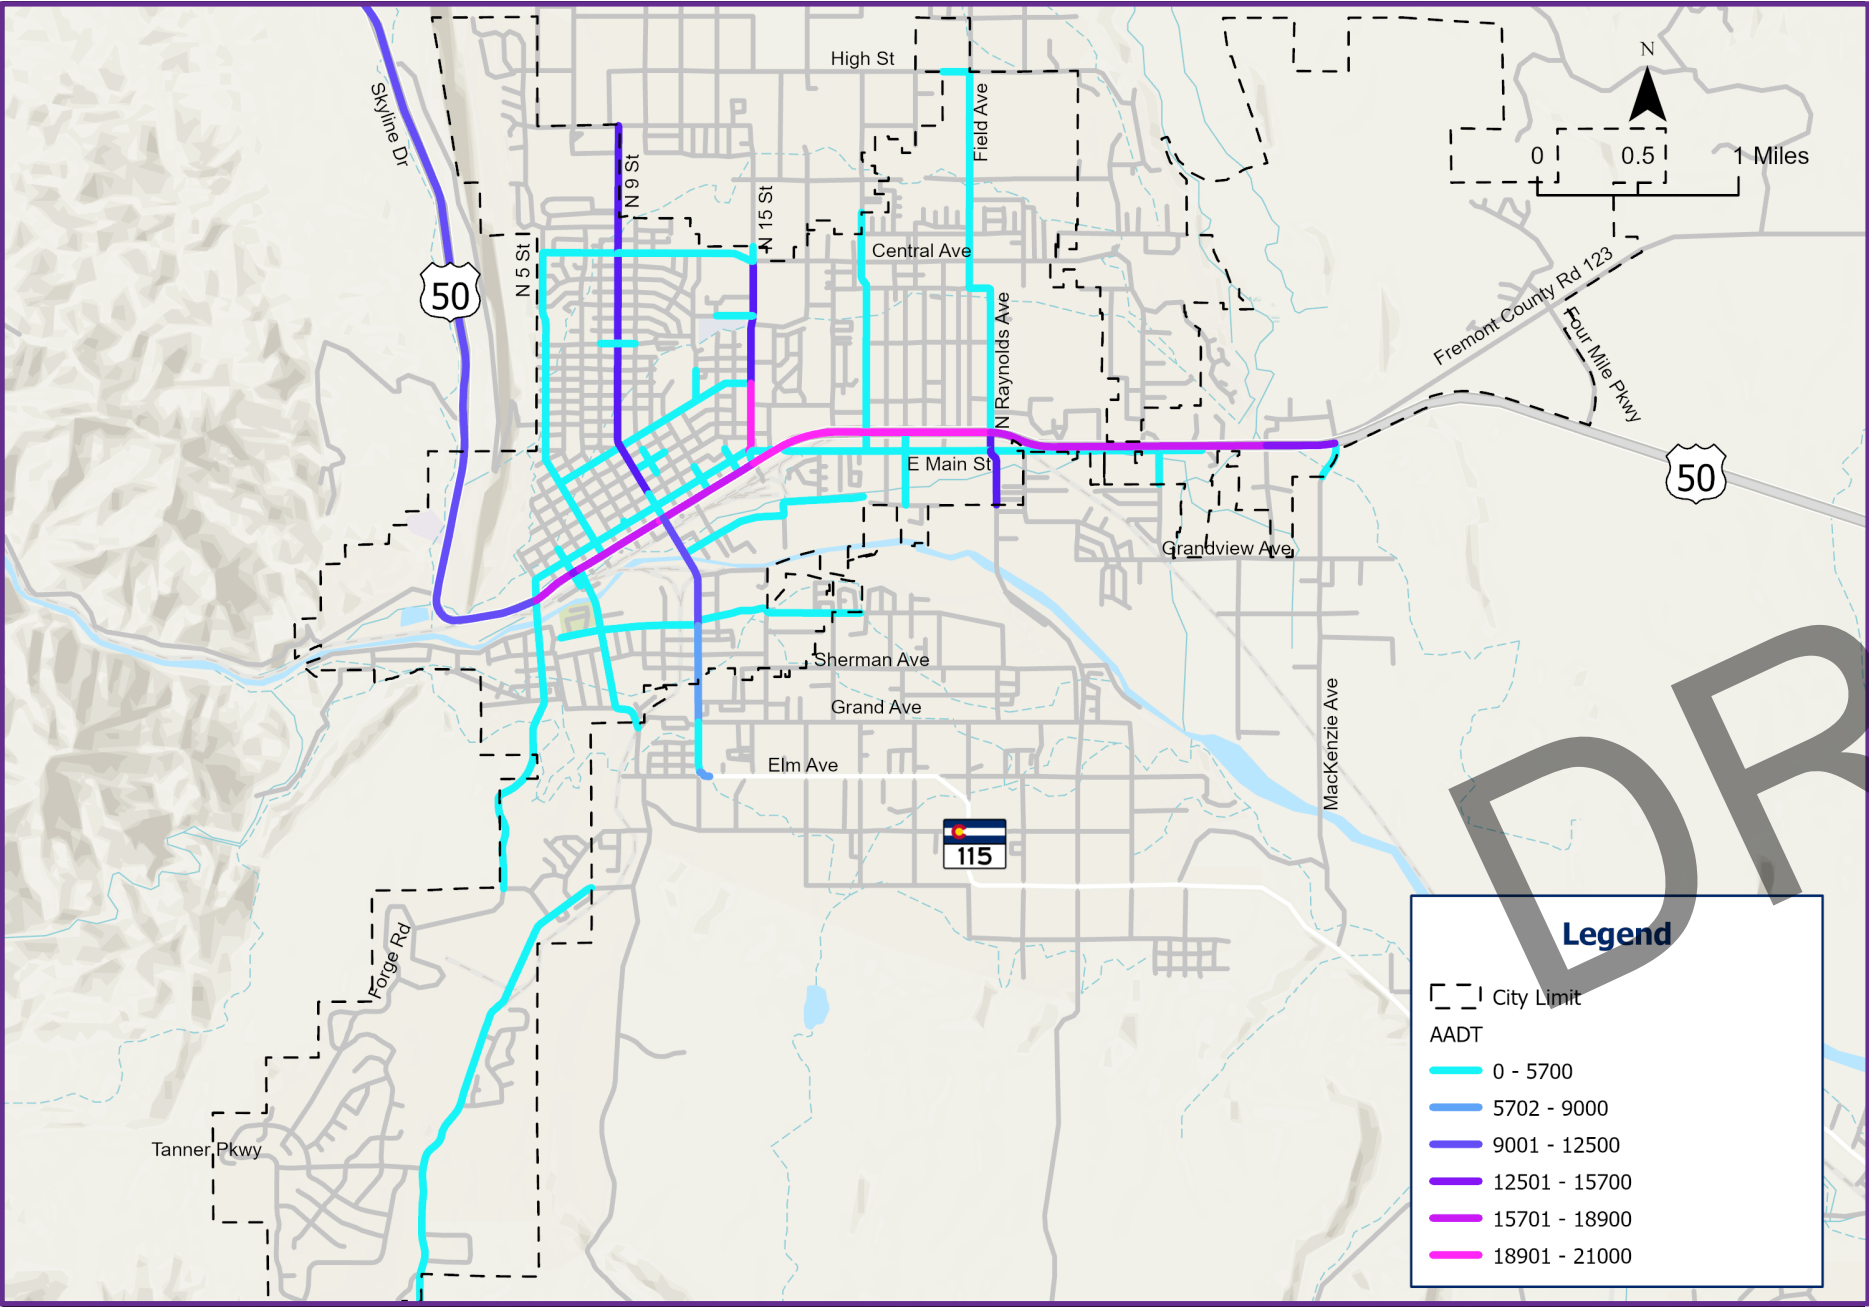 High St
N
Skyline Dr
Field Ave
0 0.5 1 Miles
N 9 St
N 15 St
N 5 St
Central Ave
50
Fremont County Rd 123
N Raynolds Ave
Four Mile Pkwy
E Main St
50
Grandview Ave
Sherman Ave
Grand Ave
MacKenzie Ave
Elm Ave
115
DR
Forge Rd
Tanner Pkwy
Legend
City Limit
AADT
0 - 5700
5702 - 9000
9001 - 12500
12501 - 15700
15701 - 18900
18901 - 21000